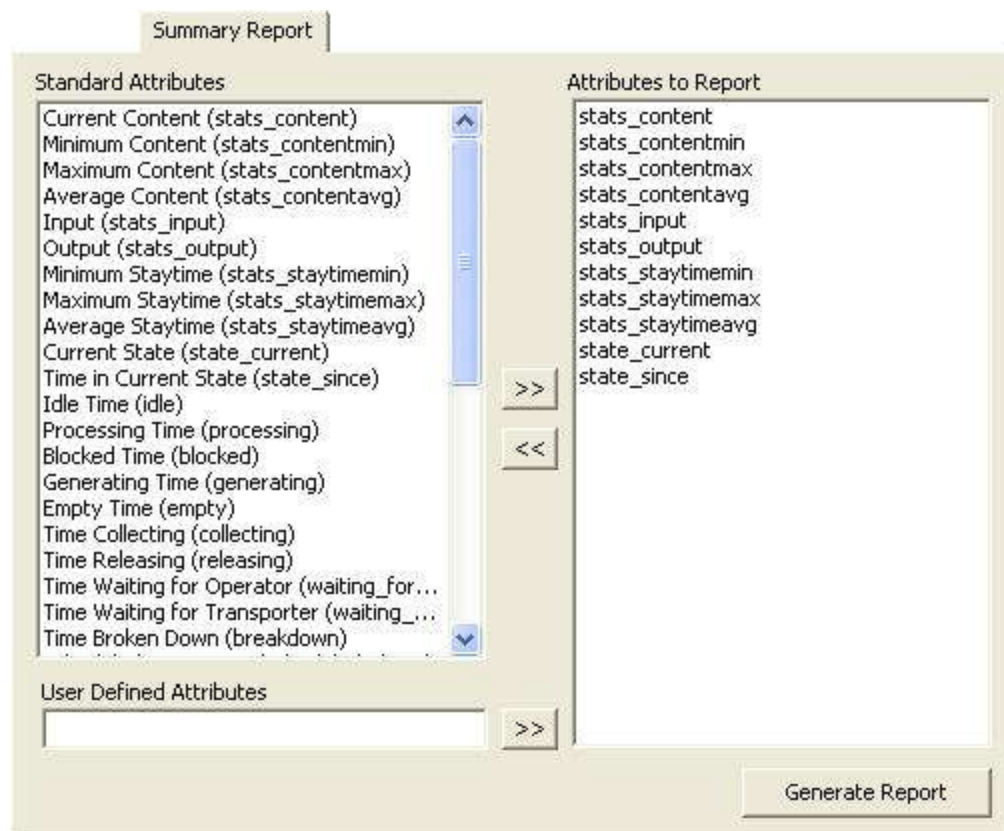 Summary Report
Standard Attributes
Current Content (stats_content)
Minimum Content (stats_contentmin)
Maximum Content (stats_contentmax)
Average Content (stats_contentavg)
Input (stats_input)
Output (stats_output)
Minimum Staytime (stats_staytimemin)
Maximum Staytime (stats_staytimemax)
Average Staytime (stats_staytimeavg)
Current State (state_current)
Time in Current State (state_since)
Idle Time (idle)
Processing Time (processing)
Blocked Time (blocked)
Generating Time (generating)
Empty Time (empty)
Time Collecting (collecting)
Time Releasing (releasing)
Time Waiting for Operator (waiting_for...
Time Waiting for Transporter (waiting_...
Time Broken Down (breakdown)
>>
<<
Attributes to Report
stats_content
stats_contentmin
stats_contentmax
stats_contentavg
stats_input
stats_output
stats_staytimemin
stats_staytimemax
stats_staytimeavg
state_current
state_since
User Defined Attributes
>>
Generate Report